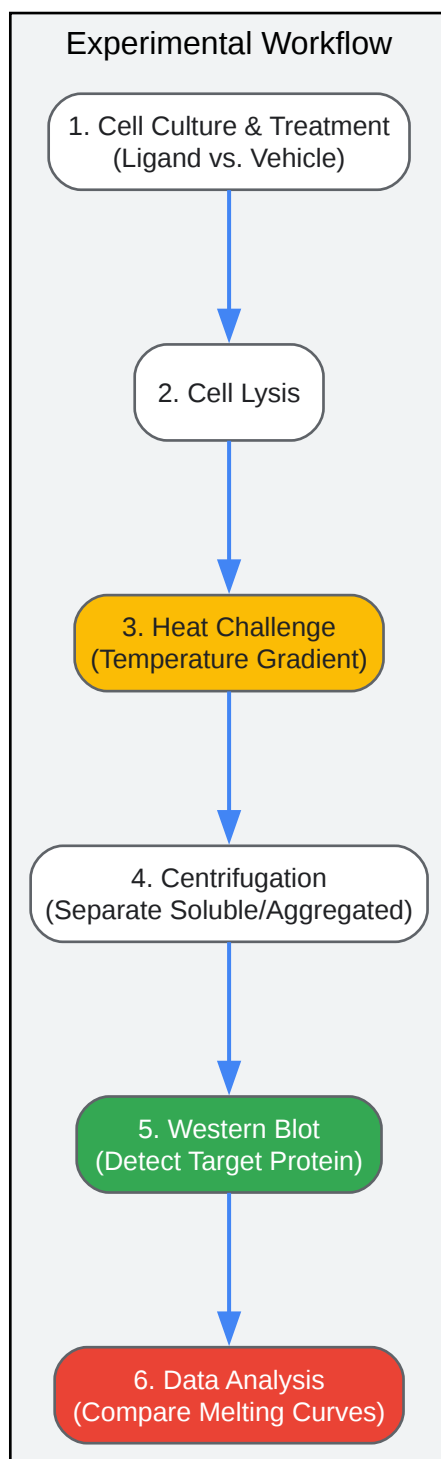 Experimental Workflow
1. Cell Culture & Treatment
(Ligand vs. Vehicle)
2. Cell Lysis
3. Heat Challenge
(Temperature Gradient)
4. Centrifugation
(Separate Soluble/Aggregated)
5. Western Blot
(Detect Target Protein)
6. Data Analysis
(Compare Melting Curves)